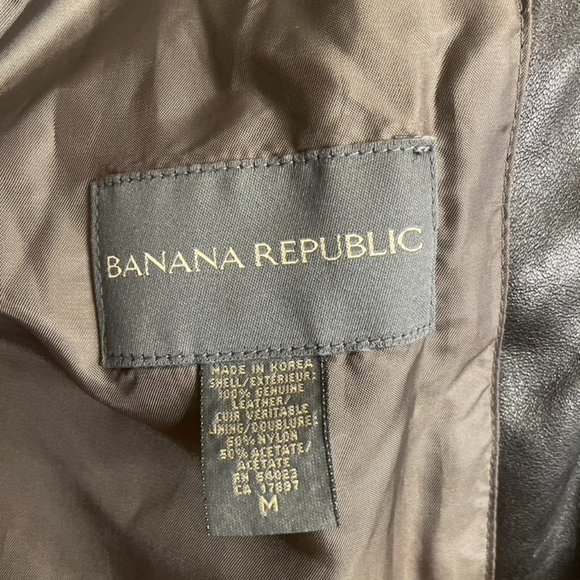 BANANA REPUBLIC
MADE IN KOREA
SHELL/EXTÉRIEUR:
100% GENUINE
LEATHER/
CUIR VÉRITABLE
LINING/DOUBLURE:
50% NYLON
50% ACETATE/
ACÉTATE
RN 54023
CA 17897
M